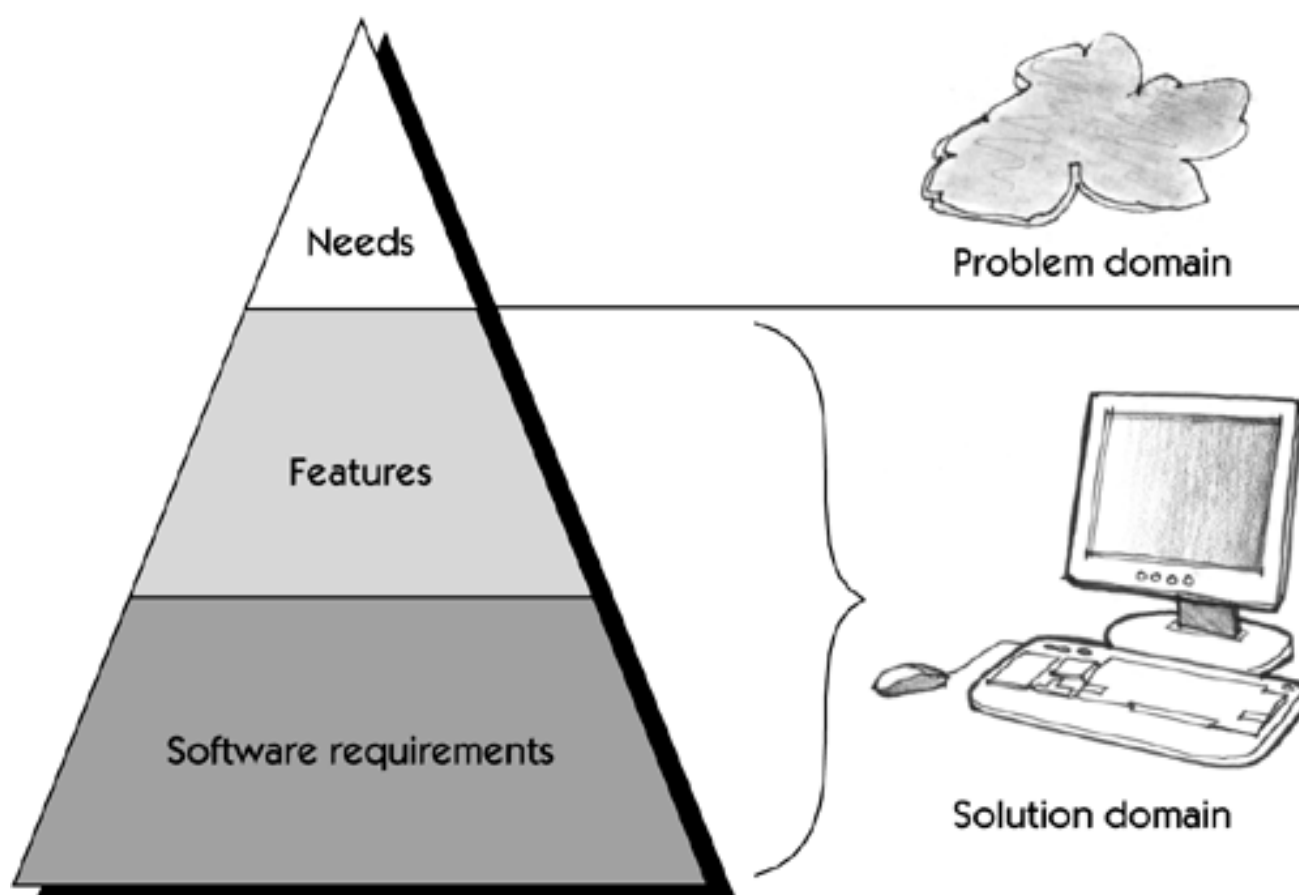 Needs
Problem domain
Features
Software requirements
Solution domain